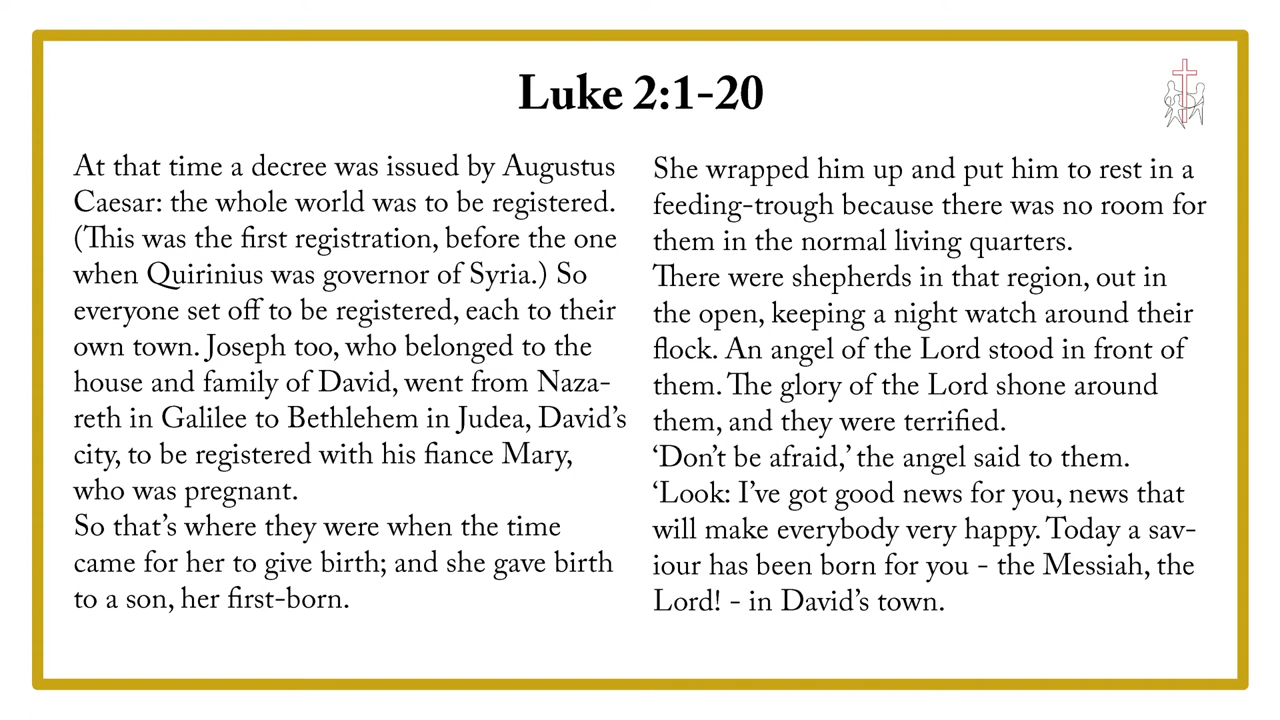 Luke 2:1-20
At that time a decree was issued by Augustus
Caesar: the whole world was to be registered.
(This was the first registration, before the one
when Quirinius was governor of Syria.) So
everyone set off to be registered, each to their
own town. Joseph too, who belonged to the
house and family of David, went from Naza-
reth in Galilee to Bethlehem in Judea, David's
city, to be registered with his fiance Mary,
who was pregnant.
So that's where they were when the time
came for her to give birth; and she gave birth
to a son, her first-born.
She wrapped him up and put him to rest in a
feeding-trough because there was no room for
them in the normal living quarters.
There were shepherds in that region, out in
the open, keeping a night watch around their
flock. An angel of the Lord stood in front of
them. The glory of the Lord shone around
them, and they were terrified.
‘Don't be afraid,’ the angel said to them.
‘Look: I've got good news for you, news that
will make everybody very happy. Today a sav-
iour has been born for you - the Messiah, the
Lord! - in David's town.